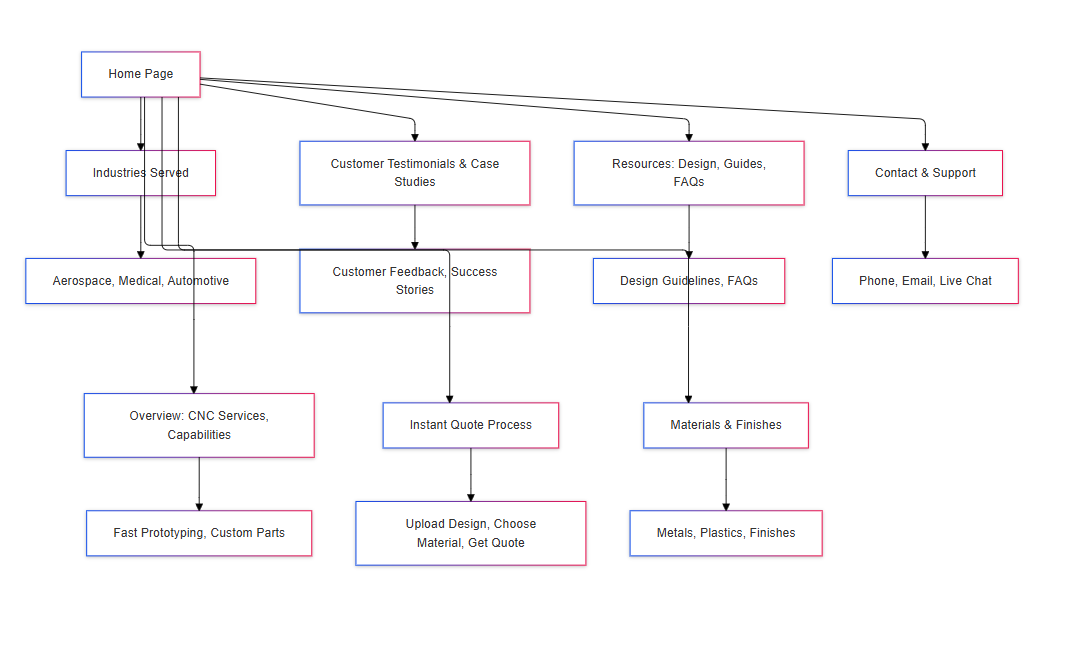 Home Page
Industries Served
Customer Testimonials & Case
Studies
Resources: Design, Guides,
FAQs
Contact & Support
Aerospace, Medical, Automotive
Customer Feedback, Success
Stories
Design Guidelines, FAQs
Phone, Email, Live Chat
Overview: CNC Services,
Capabilities
Instant Quote Process
Materials & Finishes
Fast Prototyping, Custom Parts
Upload Design, Choose
Material, Get Quote
Metals, Plastics, Finishes